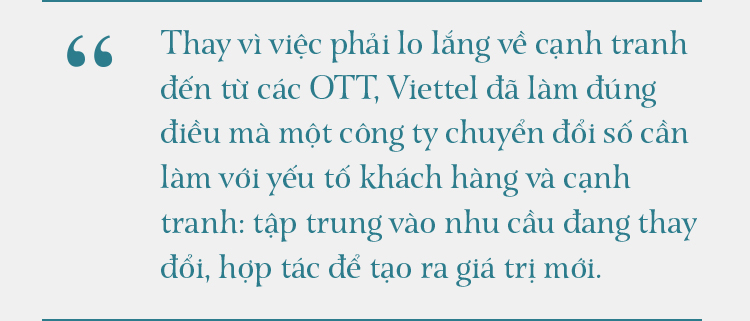 “
Thay vì việc phải lo lắng về cạnh tranh
đến từ các OTT, Viettel đã làm đúng
điều mà một công ty chuyển đổi số cần
làm với yếu tố khách hàng và cạnh
tranh: tập trung vào nhu cầu đang thay
đổi, hợp tác để tạo ra giá trị mới.